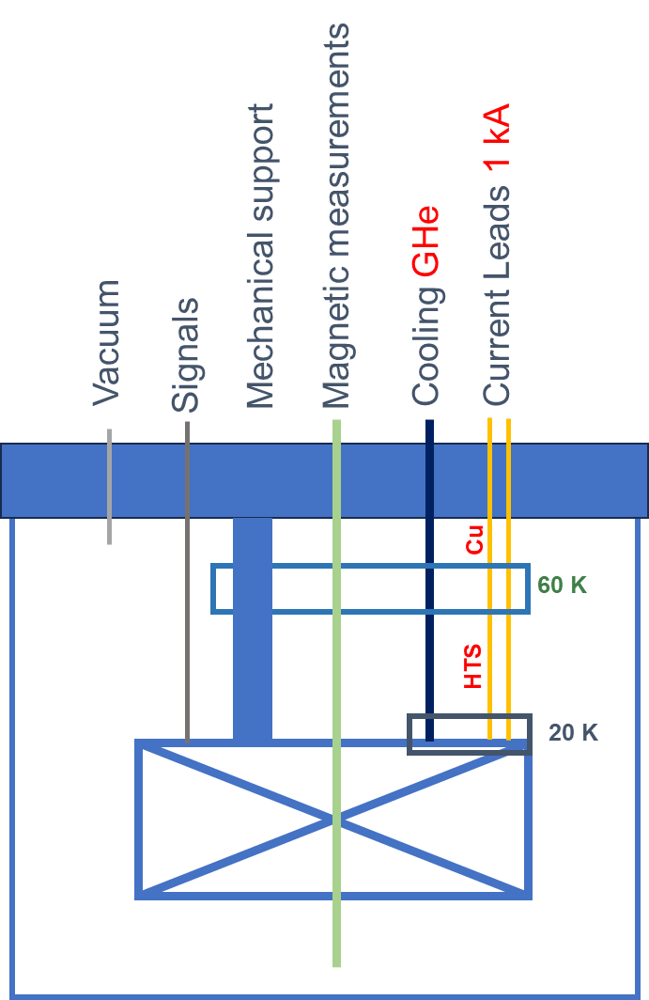 Vacuum
Signals
Mechanical support
Magnetic measurements
Cooling GHe
Current Leads 1 kA
Cu
60 K
HTS
20 K